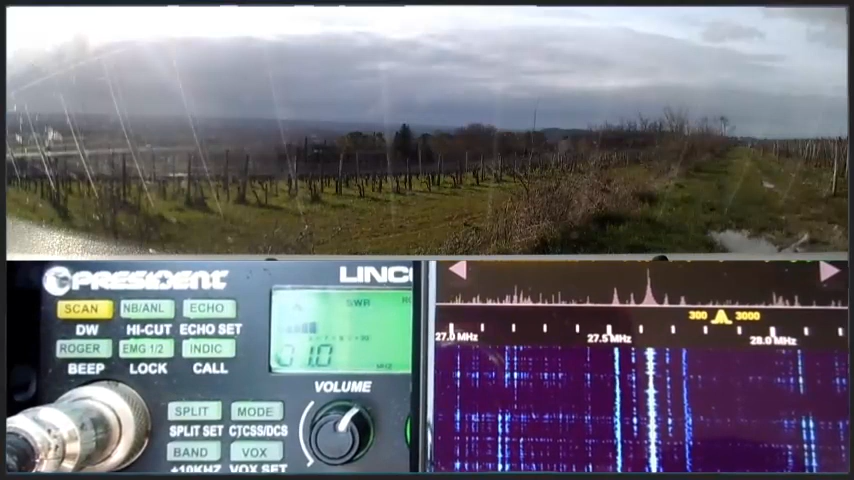 PRESIDENT LINC
SCAN NB/ANL ECHO
DW HI-CUT ECHO SET
ROGER EMG 1/2 INDIC
BEEP LOCK CALL
SWR
01.0
VOLUME
SPLIT MODE
SPLIT SET CTCSS/DCS
BAND VOX
+10KHZ VOX SET
300 3000
27.0 MHz 27.5 MHz 28.0 MHz